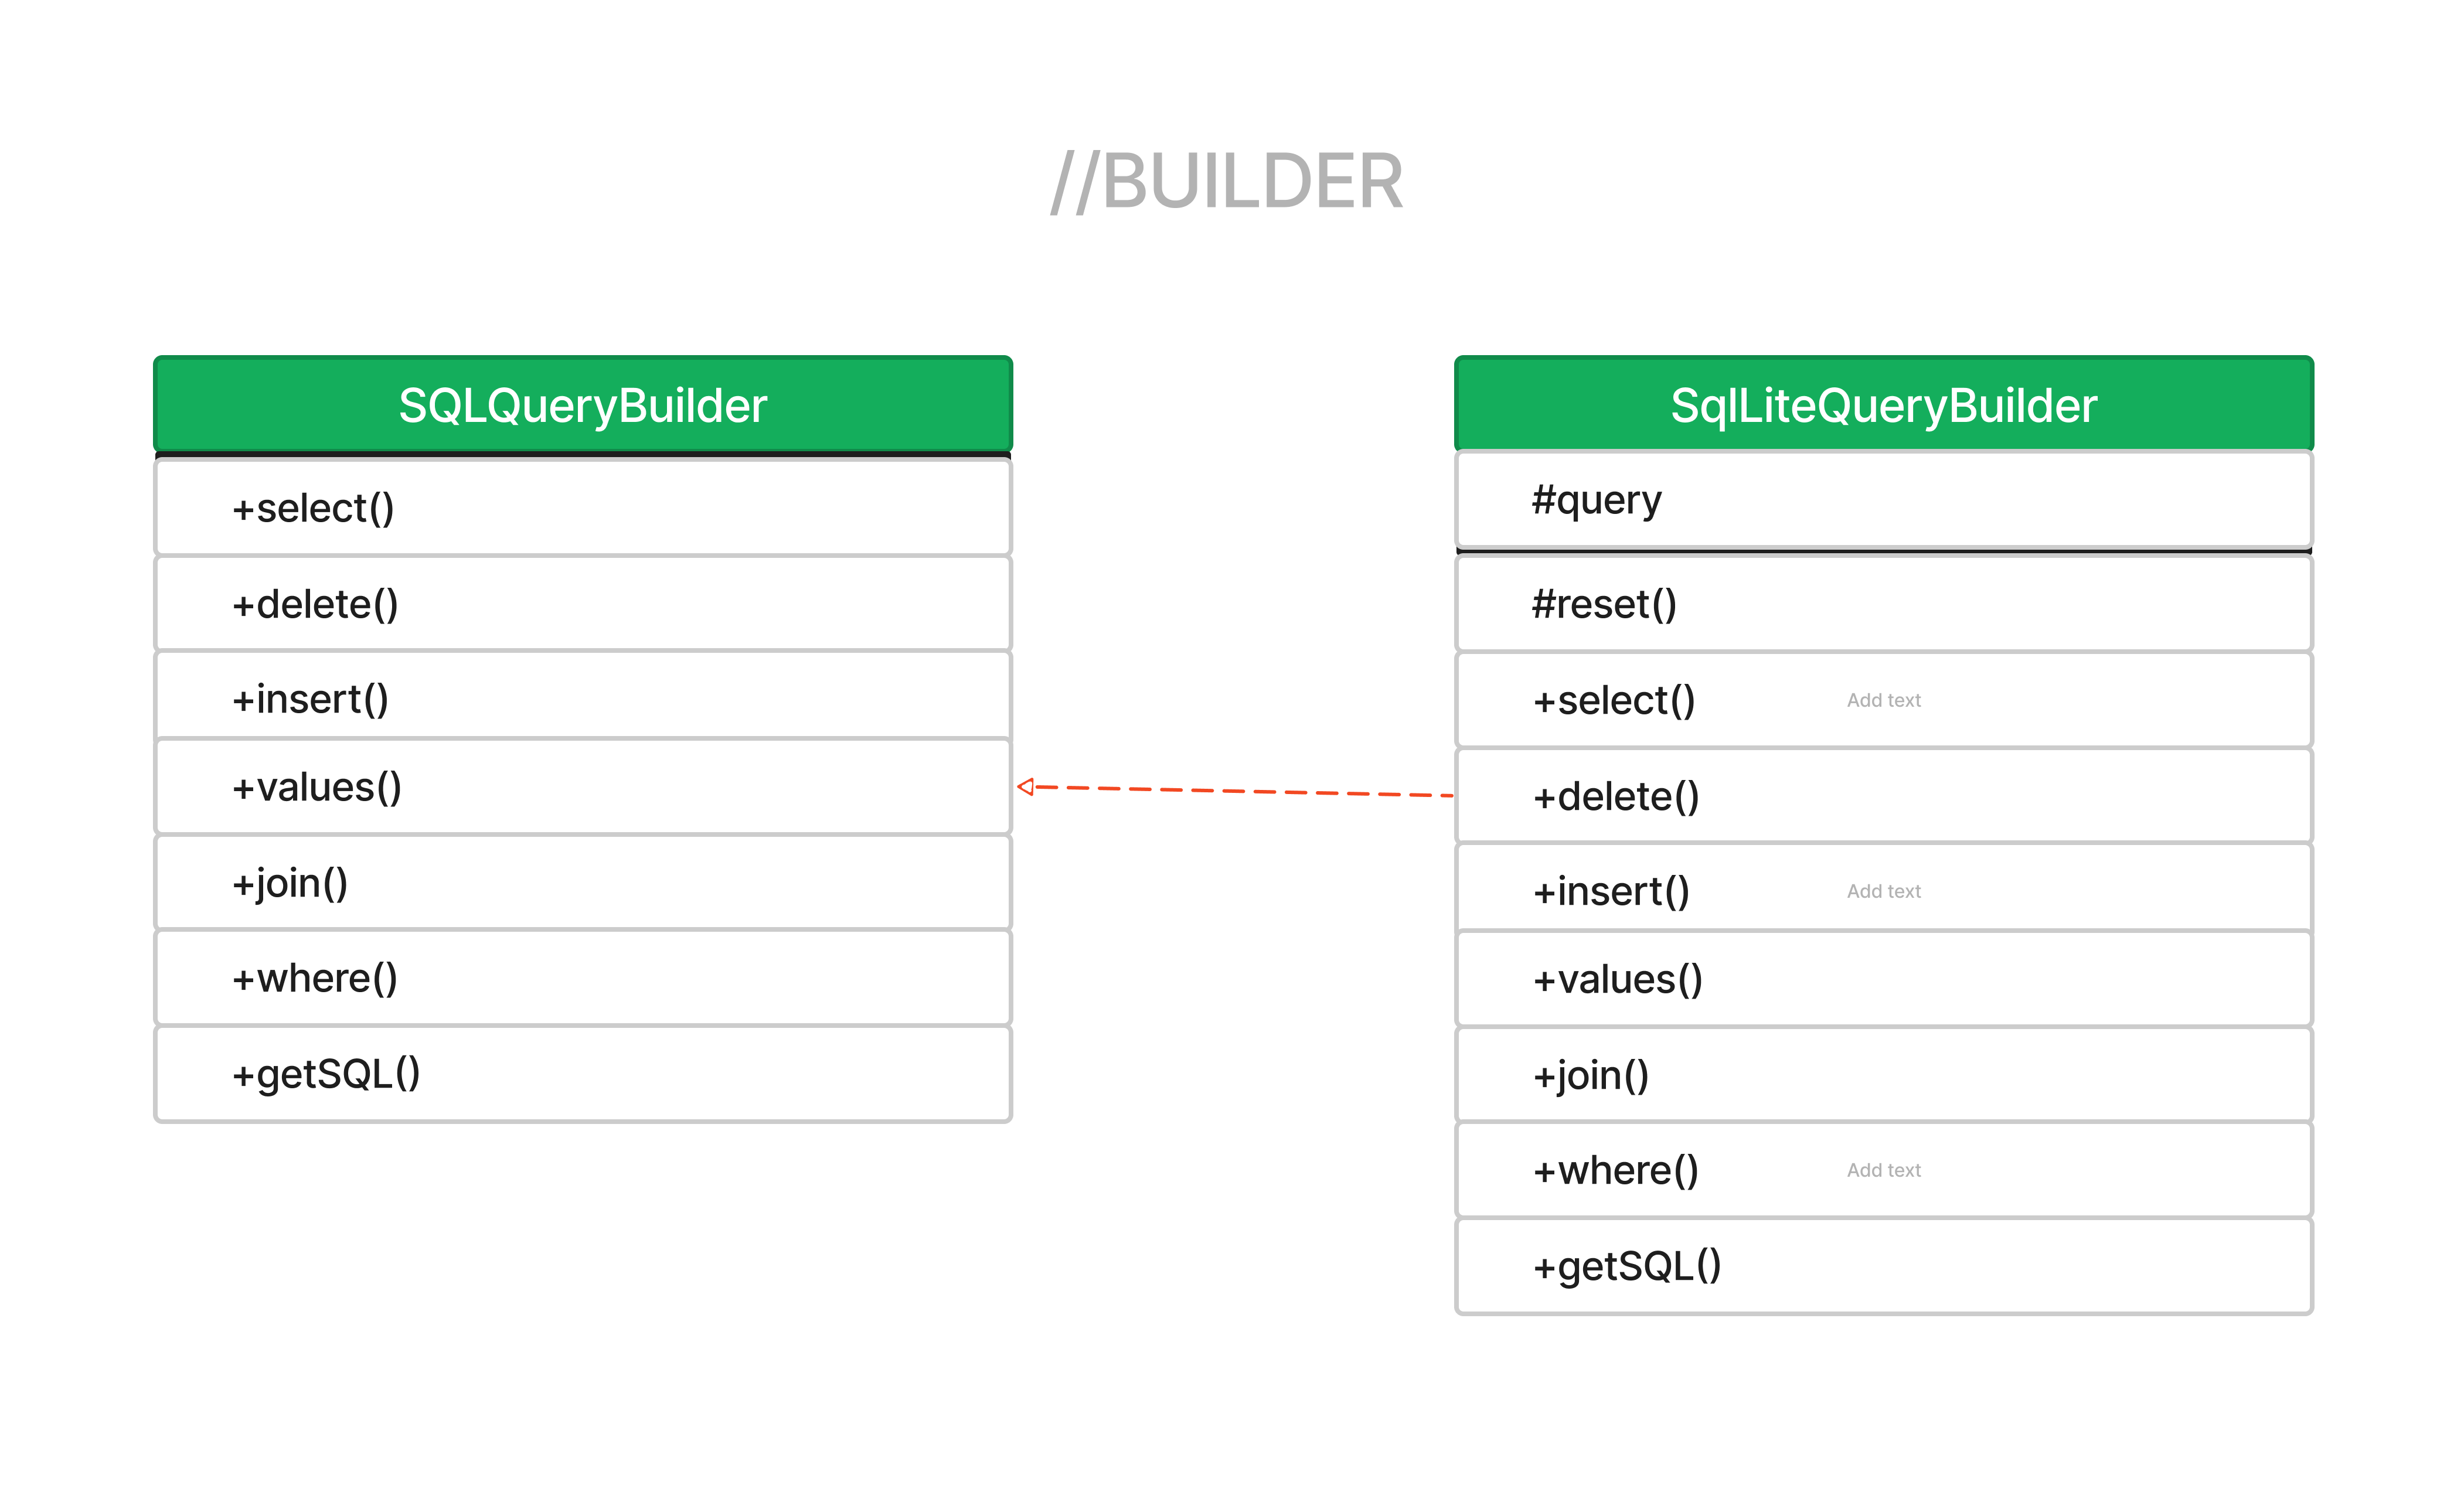 //BUILDER
SQLQueryBuilder
+select()
+delete()
+insert()
+values()
+join()
+where()
+getSQL()
SqlLiteQueryBuilder
#query
#reset()
+select()
Add text
+delete()
+insert()
Add text
+values()
+join()
+where()
Add text
+getSQL()